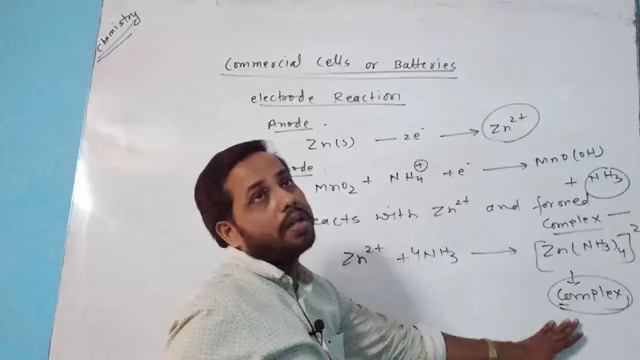 Chemistry
Commercial Cells or Batteries
electrode Reaction
Anode.
Zn(s) — 2e⁻ ⟶ Zn²⁺
ode
MnO₂ + NH₄⁺ + e⁻ ⟶ MnO(OH)
+ NH₃
reacts with Zn²⁺ and foroned
Complex —
Zn²⁺ + 4NH₃ ⟶ [Zn(NH₃)₄]²
↓
Complex,